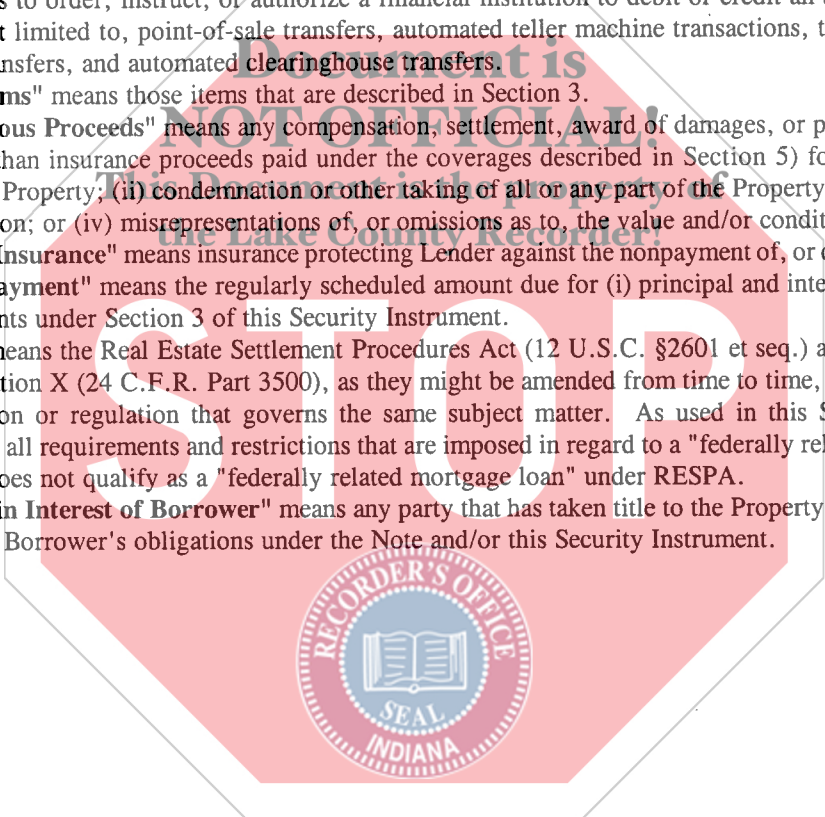 to order, instruct, or authorize a financial institution to debit or credit an
t limited to, point-of-sale transfers, automated teller machine transactions, t
nsfers, and automated clearinghouse transfers.
Document is
ms" means those items that are described in Section 3.
NOT OFFICIAL!
ous Proceeds" means any compensation, settlement, award of damages, or p
han insurance proceeds paid under the coverages described in Section 5) fo
This Document is the property of
Property; (ii) condemnation or other taking of all or any part of the Property
on; or (iv) misrepresentations of, or omissions as to, the value and/or condit
the Lake County Recorder!
Insurance" means insurance protecting Lender against the nonpayment of, or
ayment" means the regularly scheduled amount due for (i) principal and inte
nts under Section 3 of this Security Instrument.
STOP
eans the Real Estate Settlement Procedures Act (12 U.S.C. §2601 et seq.) a
tion X (24 C.F.R. Part 3500), as they might be amended from time to time,
on or regulation that governs the same subject matter. As used in this S
all requirements and restrictions that are imposed in regard to a "federally rel
oes not qualify as a "federally related mortgage loan" under RESPA.
in Interest of Borrower" means any party that has taken title to the Property
Borrower's obligations under the Note and/or this Security Instrument.
RECORDER'S OFFICE
SEAL
INDIANA